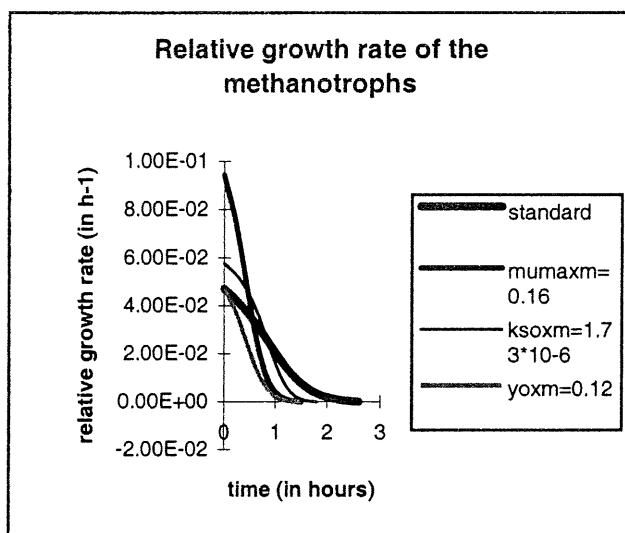 Relative growth rate of the
methanotrophs
relative growth rate (in h-1)
1.00E-01
8.00E-02
6.00E-02
4.00E-02
2.00E-02
0.00E+00
-2.00E-02
0 1 2 3
time (in hours)
standard
mumaxm=
0.16
ksoxm=1.7
3*10-6
yoxm=0.12